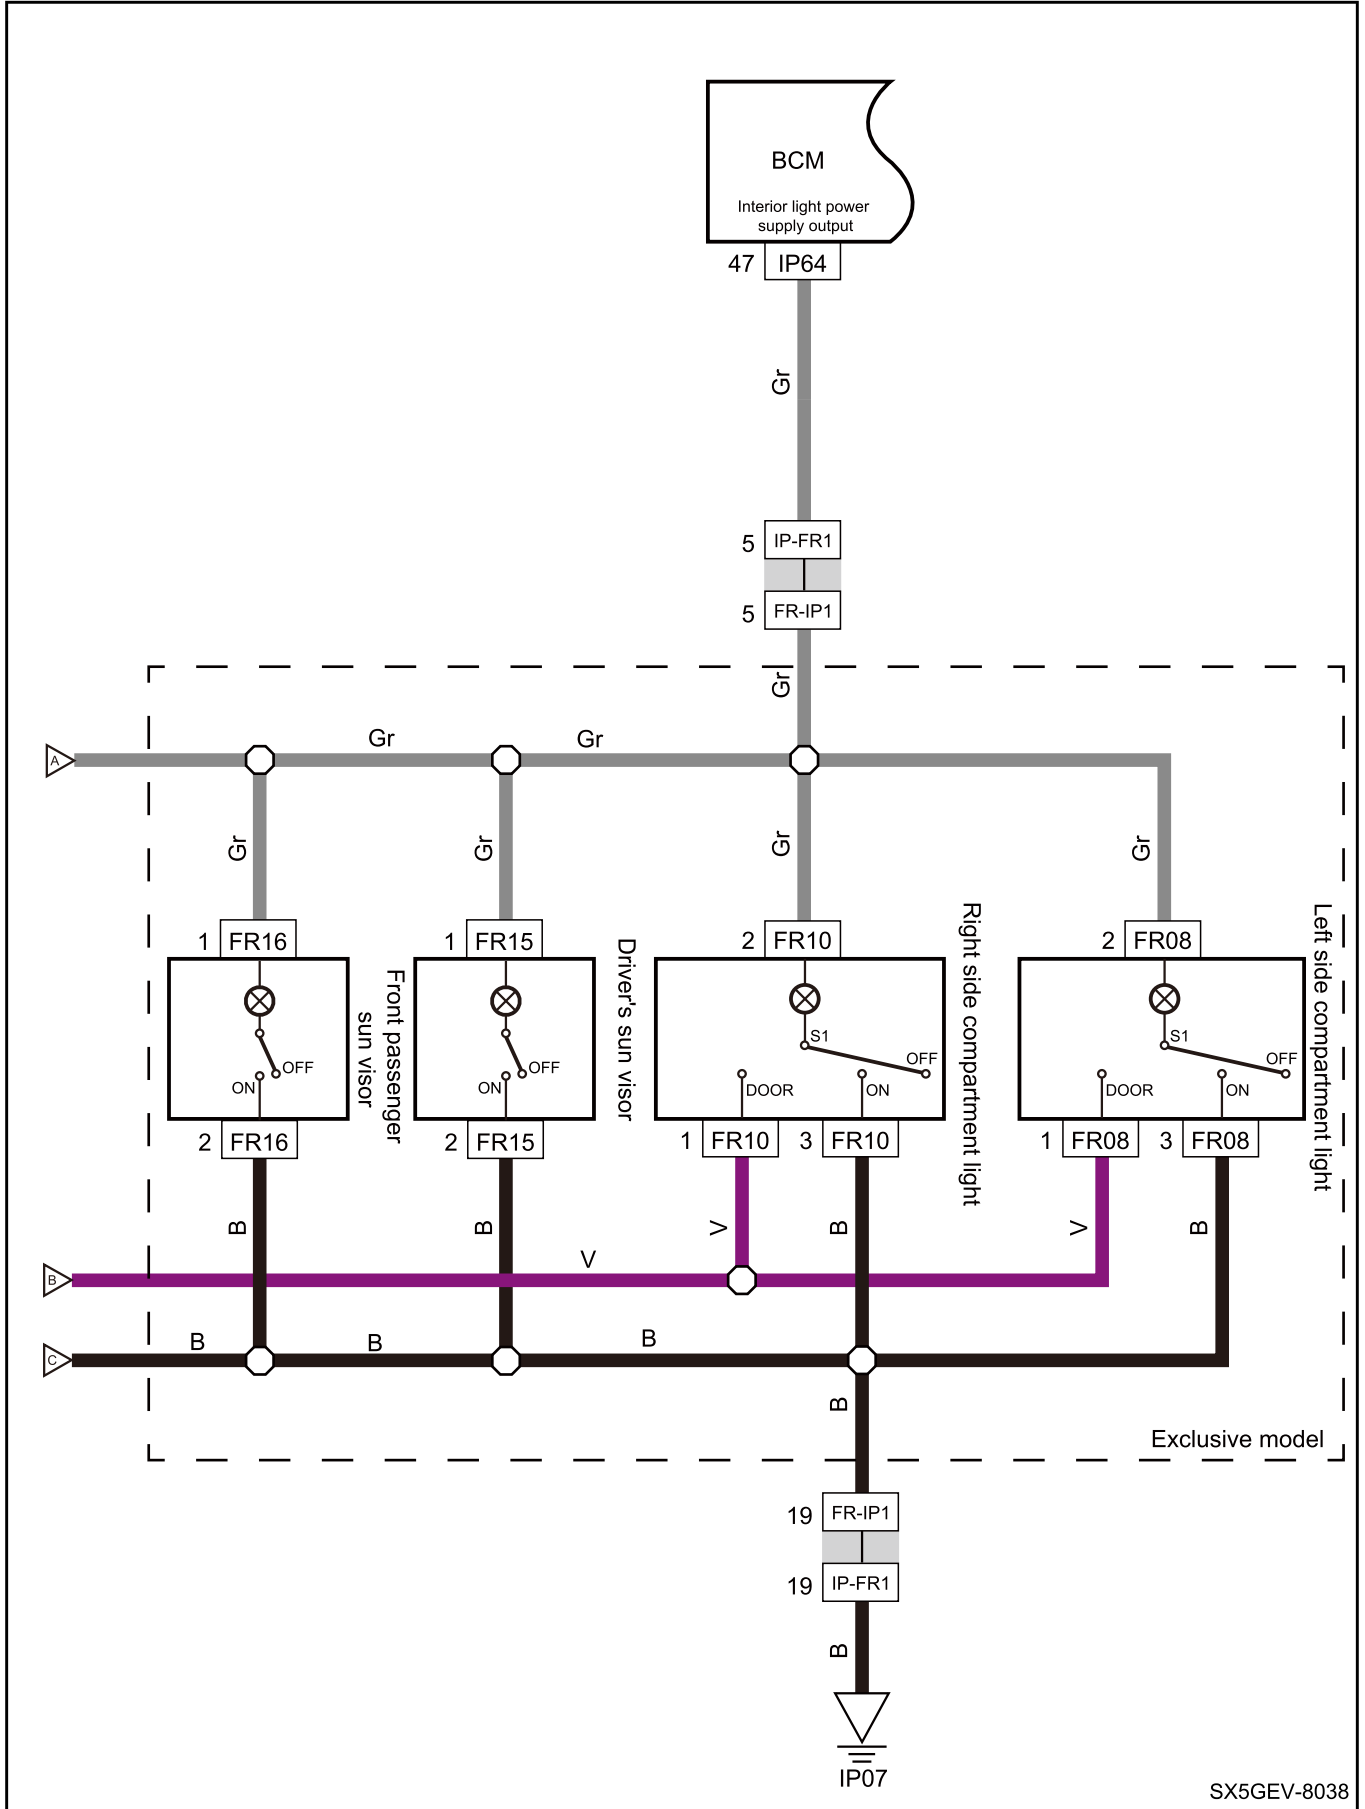 BCM
Interior light power
supply output
47 IP64
Gr
5 IP-FR1
5 FR-IP1
Gr
A
Gr
Gr
Gr
Gr
Gr
Gr
1 FR16
1 FR15
2 FR10
2 FR08
OFF
ON
Front passenger
sun visor
OFF
ON
Driver's sun visor
S1
OFF
DOOR
ON
Right side compartment light
S1
OFF
DOOR
ON
Left side compartment light
2 FR16
2 FR15
1 FR10
3 FR10
1 FR08
3 FR08
B
B
V
B
V
B
B
V
C
B
B
B
B
Exclusive model
19 FR-IP1
19 IP-FR1
B
IP07
SX5GEV-8038